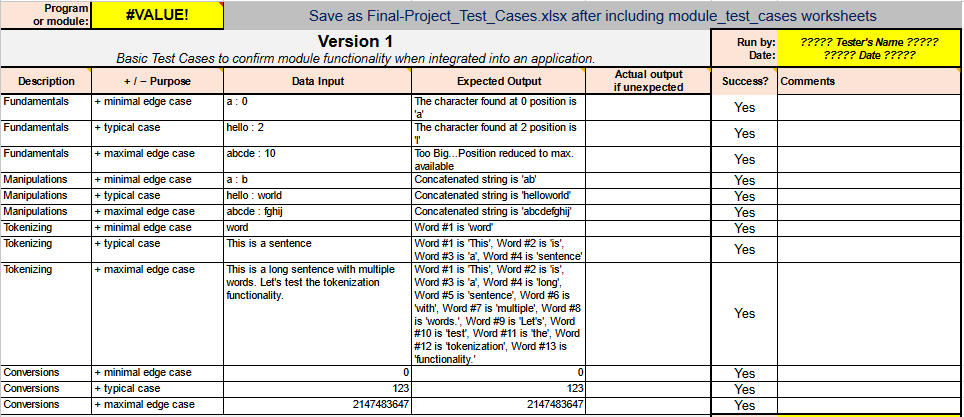 Program
or module:
#VALUE!
Save as Final-Project_Test_Cases.xlsx after including module_test_cases worksheets
Version 1
Basic Test Cases to confirm module functionality when integrated into an application.
Run by:
Date:
????? Tester's Name ?????
????? Date ?????
Description + / − Purpose Data Input Expected Output Actual output if unexpected Success? Comments
Fundamentals + minimal edge case a : 0 The character found at 0 position is Yes
'a'
Fundamentals + typical case hello : 2 The character found at 2 position is Yes
'l'
Fundamentals + maximal edge case abcde : 10 Too Big...Position reduced to max. Yes
available
Manipulations + minimal edge case a : b Concatenated string is 'ab' Yes
Manipulations + typical case hello : world Concatenated string is 'helloworld' Yes
Manipulations + maximal edge case abcde : fghij Concatenated string is 'abcdefghij' Yes
Tokenizing + minimal edge case word Word #1 is 'word' Yes
Tokenizing + typical case This is a sentence Word #1 is 'This', Word #2 is 'is', Yes
Word #3 is 'a', Word #4 is 'sentence'
Tokenizing + maximal edge case This is a long sentence with multiple Word #1 is 'This', Word #2 is 'is',
words. Let's test the tokenization Word #3 is 'a', Word #4 is 'long',
functionality. Word #5 is 'sentence', Word #6 is
'with', Word #7 is 'multiple', Word #8
is 'words.', Word #9 is 'Let's', Word Yes
#10 is 'test', Word #11 is 'the', Word
#12 is 'tokenization', Word #13 is
'functionality.'
Conversions + minimal edge case 0 0 Yes
Conversions + typical case 123 123 Yes
Conversions + maximal edge case 2147483647 2147483647 Yes